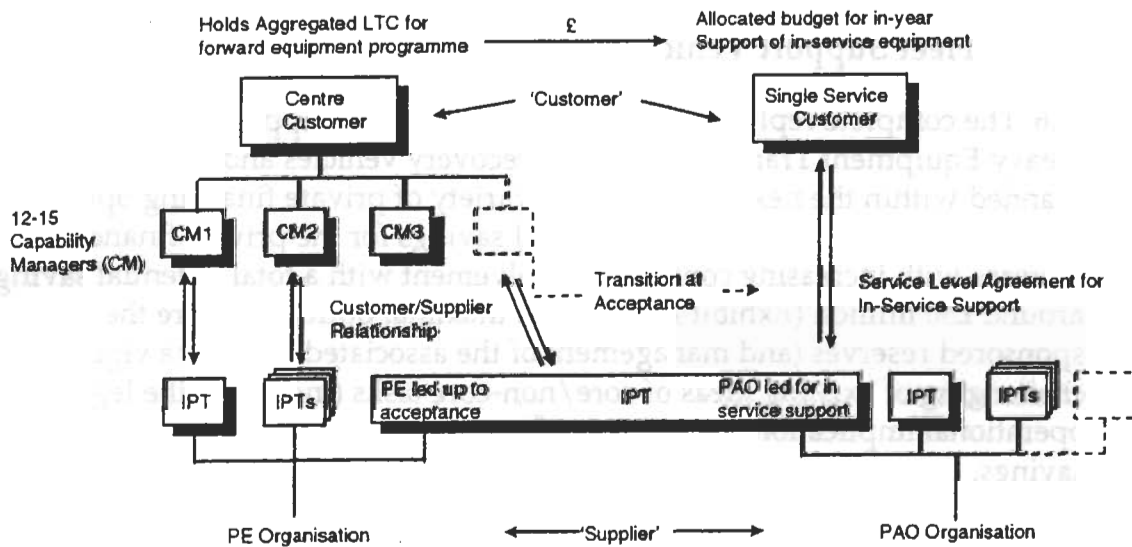 Holds Aggregated LTC for
forward equipment programme
£
Allocated budget for in-year
Support of in-service equipment
Centre
Customer
'Customer'
Single Service
Customer
12-15
Capability
Managers (CM)
CM1
CM2
CM3
Customer/Supplier
Relationship
Transition at
Acceptance
Service Level Agreement for
In-Service Support
IPT
IPTs
PE led up to
acceptance
IPT
PAO led for in
service support
IPT
IPTs
PE Organisation
'Supplier'
PAO Organisation